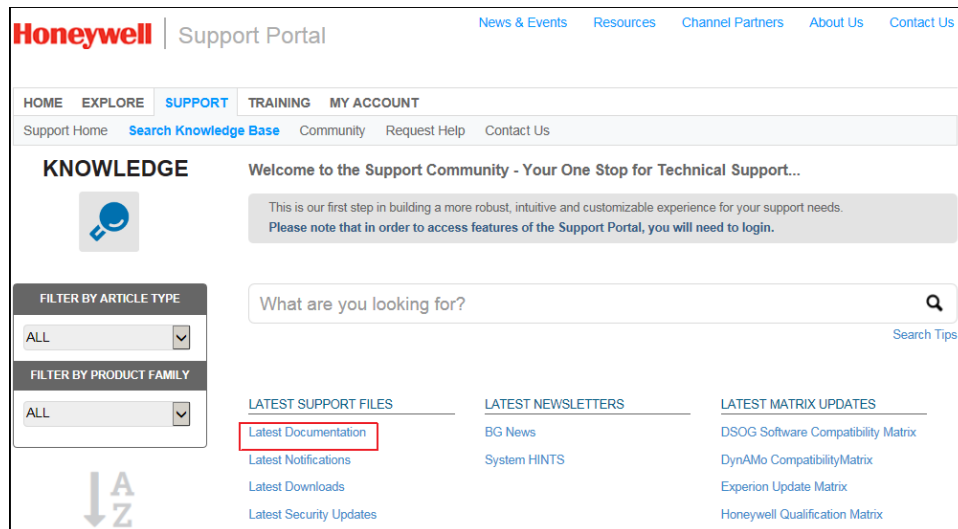 News & Events Resources Channel Partners About Us Contact Us
Honeywell Support Portal
HOME EXPLORE SUPPORT TRAINING MY ACCOUNT
Support Home Search Knowledge Base Community Request Help Contact Us
KNOWLEDGE
Welcome to the Support Community - Your One Stop for Technical Support...
This is our first step in building a more robust, intuitive and customizable experience for your support needs.
Please note that in order to access features of the Support Portal, you will need to login.
FILTER BY ARTICLE TYPE
ALL
FILTER BY PRODUCT FAMILY
ALL
A
Z
What are you looking for?
Search Tips
LATEST SUPPORT FILES
Latest Documentation
Latest Notifications
Latest Downloads
Latest Security Updates
LATEST NEWSLETTERS
BG News
System HINTS
LATEST MATRIX UPDATES
DSOG Software Compatibility Matrix
DynAMo CompatibilityMatrix
Experion Update Matrix
Honeywell Qualification Matrix